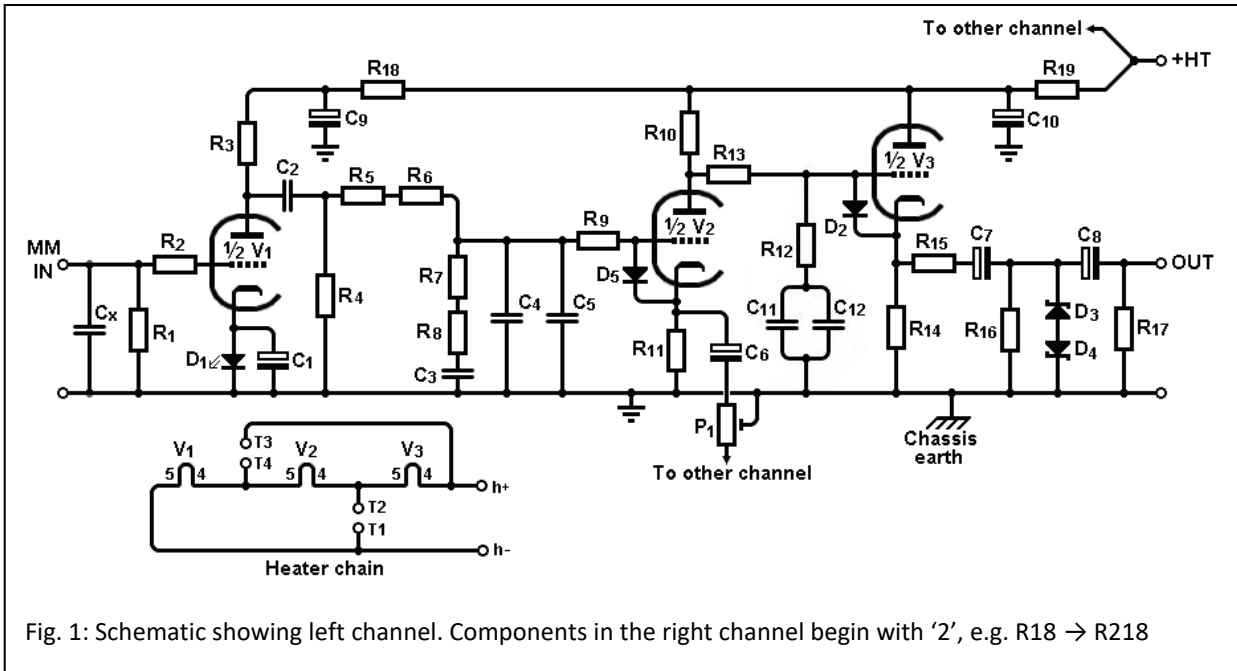 To other channel
+HT
R18
R19
C9
C10
R3
R10
R13
½ V3
C2
R5
R6
MM
IN
R2
½ V1
R9
½ V2
D2
R12
R15
C7
C8
OUT
D5
R7
R4
C4
C5
C11
C12
Cx
R1
R8
R11
C6
R14
R16
D3
R17
D1
C1
C3
D4
P1
Chassis
earth
To other channel
V1
T3
T4
V2
V3
5 4
5 4
5 4
h+
T2
T1
h-
Heater chain
Fig. 1: Schematic showing left channel. Components in the right channel begin with ‘2’, e.g. R18 → R218